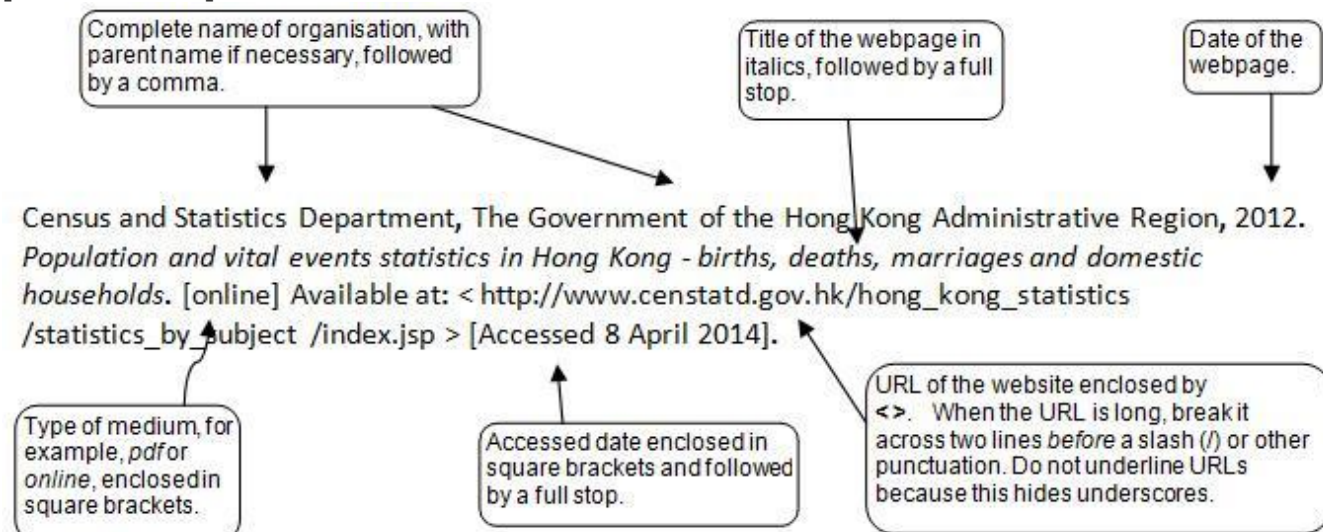 Complete name of organisation, with
parent name if necessary, followed
by a comma.
Title of the webpage in
italics, followed by a full
stop.
Date of the
webpage.
Census and Statistics Department, The Government of the Hong Kong Administrative Region, 2012.
Population and vital events statistics in Hong Kong - births, deaths, marriages and domestic
households. [online] Available at: < http://www.censtatd.gov.hk/hong_kong_statistics
/statistics_by_subject /index.jsp > [Accessed 8 April 2014].
Type of medium, for
example, pdf or
online, enclosed in
square brackets.
Accessed date enclosed in
square brackets and followed
by a full stop.
URL of the website enclosed by
<>. When the URL is long, break it
across two lines before a slash (/) or other
punctuation. Do not underline URLs
because this hides underscores.